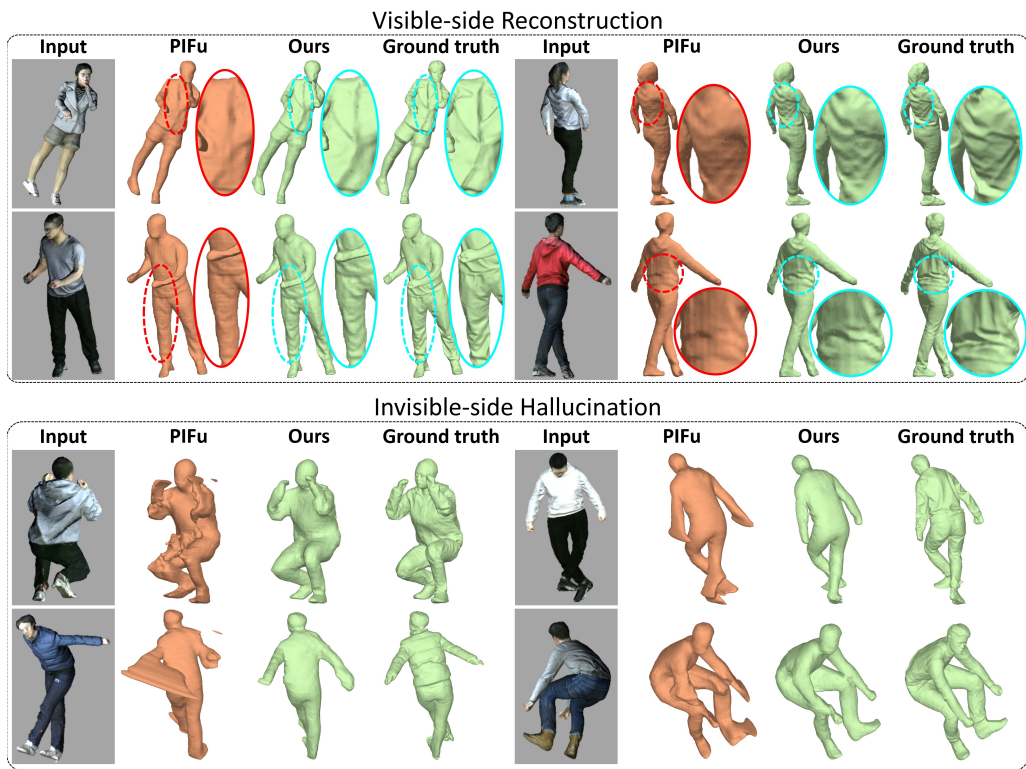 Visible-side Reconstruction
Input PIFu Ours Ground truth Input PIFu Ours Ground truth
Invisible-side Hallucination
Input PIFu Ours Ground truth Input PIFu Ours Ground truth